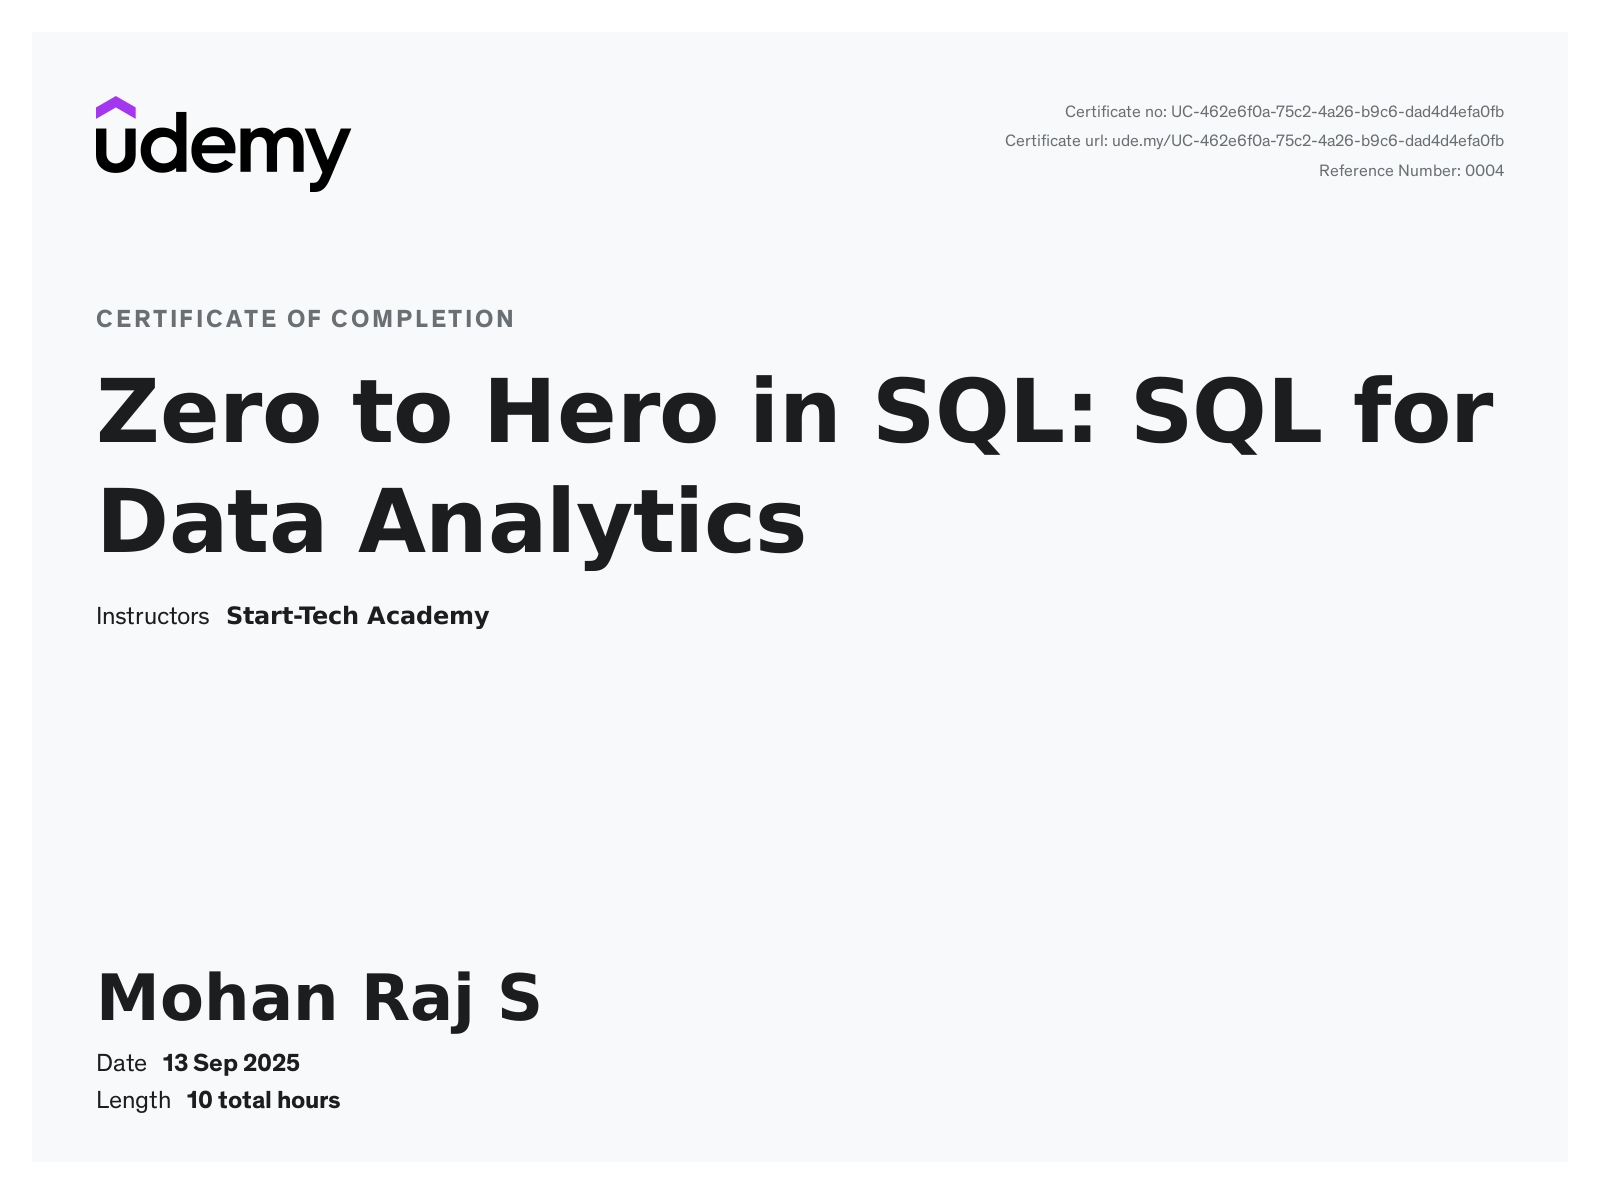 udemy
Certificate no: UC-462e6f0a-75c2-4a26-b9c6-dad4d4efa0fb
Certificate url: ude.my/UC-462e6f0a-75c2-4a26-b9c6-dad4d4efa0fb
Reference Number: 0004
CERTIFICATE OF COMPLETION
Zero to Hero in SQL: SQL for
Data Analytics
Instructors Start-Tech Academy
Mohan Raj S
Date 13 Sep 2025
Length 10 total hours